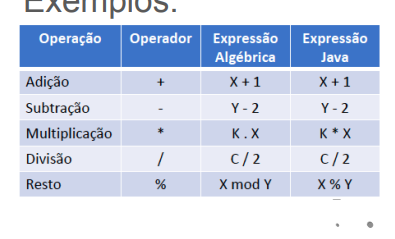 Exemplos:
Operação Operador Expressão Algébrica Expressão Java
Adição + X + 1 X + 1
Subtração - Y - 2 Y - 2
Multiplicação * K . X K * X
Divisão / C / 2 C / 2
Resto % X mod Y X % Y